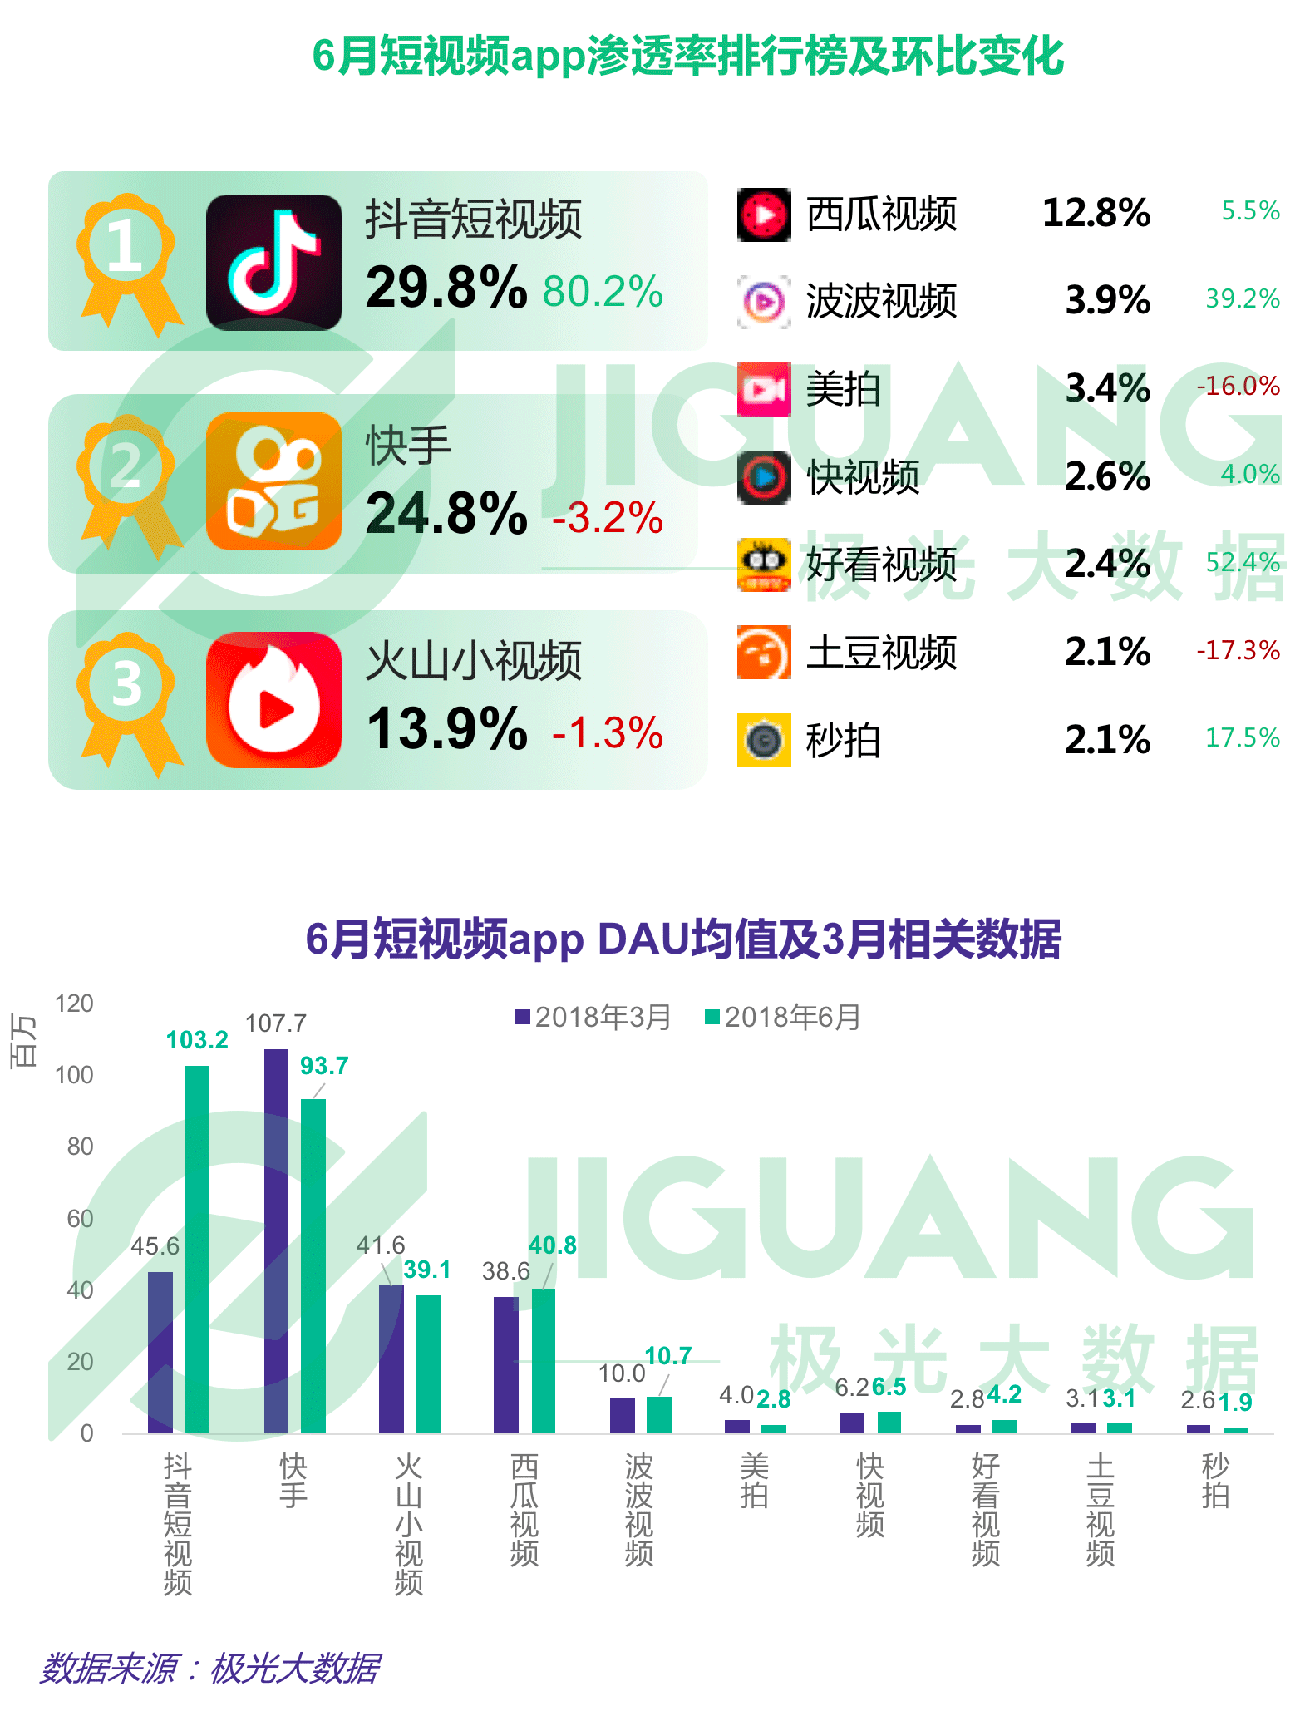 6月短视频app渗透率排行榜及环比变化
1
抖音短视频
29.8% 80.2%
2
快手
24.8% -3.2%
3
火山小视频
13.9% -1.3%
西瓜视频 12.8% 5.5%
波波视频 3.9% 39.2%
美拍 3.4% -16.0%
快视频 2.6% 4.0%
好看视频 2.4% 52.4%
土豆视频 2.1% -17.3%
秒拍 2.1% 17.5%
JIGUANG
极光大数据
6月短视频app DAU均值及3月相关数据
百万
2018年3月 2018年6月
120
100
80
60
40
20
0
45.6 103.2
107.7 93.7
41.6 39.1
38.6 40.8
10.0 10.7
4.0 2.8
6.2 6.5
2.8 4.2
3.1 3.1
2.6 1.9
抖音短视频
快手
火山小视频
西瓜视频
波波视频
美拍
快视频
好看视频
土豆视频
秒拍
JIGUANG
极光大数据
数据来源：极光大数据